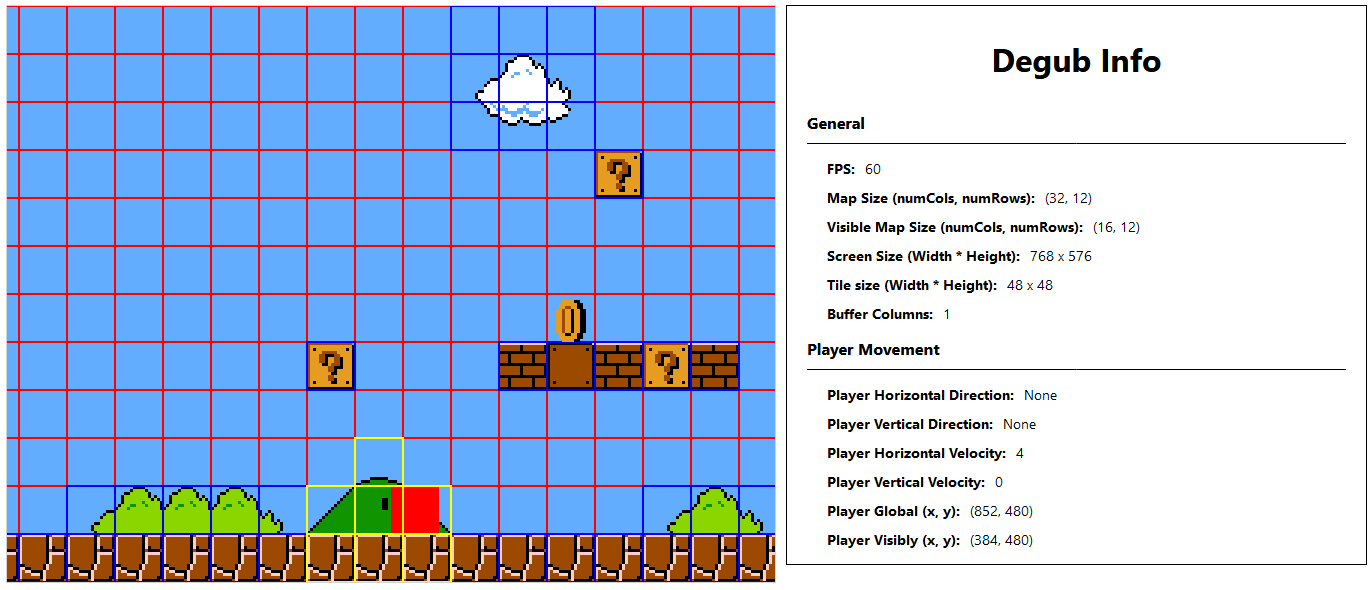 Degub Info
General
FPS: 60
Map Size (numCols, numRows): (32, 12)
Visible Map Size (numCols, numRows): (16, 12)
Screen Size (Width * Height): 768 x 576
Tile size (Width * Height): 48 x 48
Buffer Columns: 1
Player Movement
Player Horizontal Direction: None
Player Vertical Direction: None
Player Horizontal Velocity: 4
Player Vertical Velocity: 0
Player Global (x, y): (852, 480)
Player Visibly (x, y): (384, 480)
?
?
?